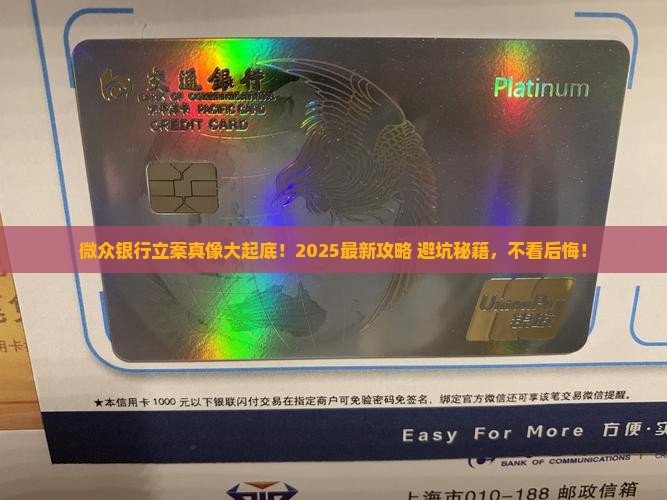 交通銀行
BANK OF COMMUNICATIONS
太平洋卡 PACIFIC CARD
CREDIT CARD
Platinum
微众银行立案真像大起底！2025最新攻略 避坑秘籍，不看后悔！
UnionPay
银联
用卡
★本信用卡 1000 元以下银联闪付交易在指定商户可免验密码免签名，绑定官方微信还可享该笔交易微信提醒。
Easy For More 方便·实
BANK OF COMMUNICATIONS
上海市010-188 邮政信箱